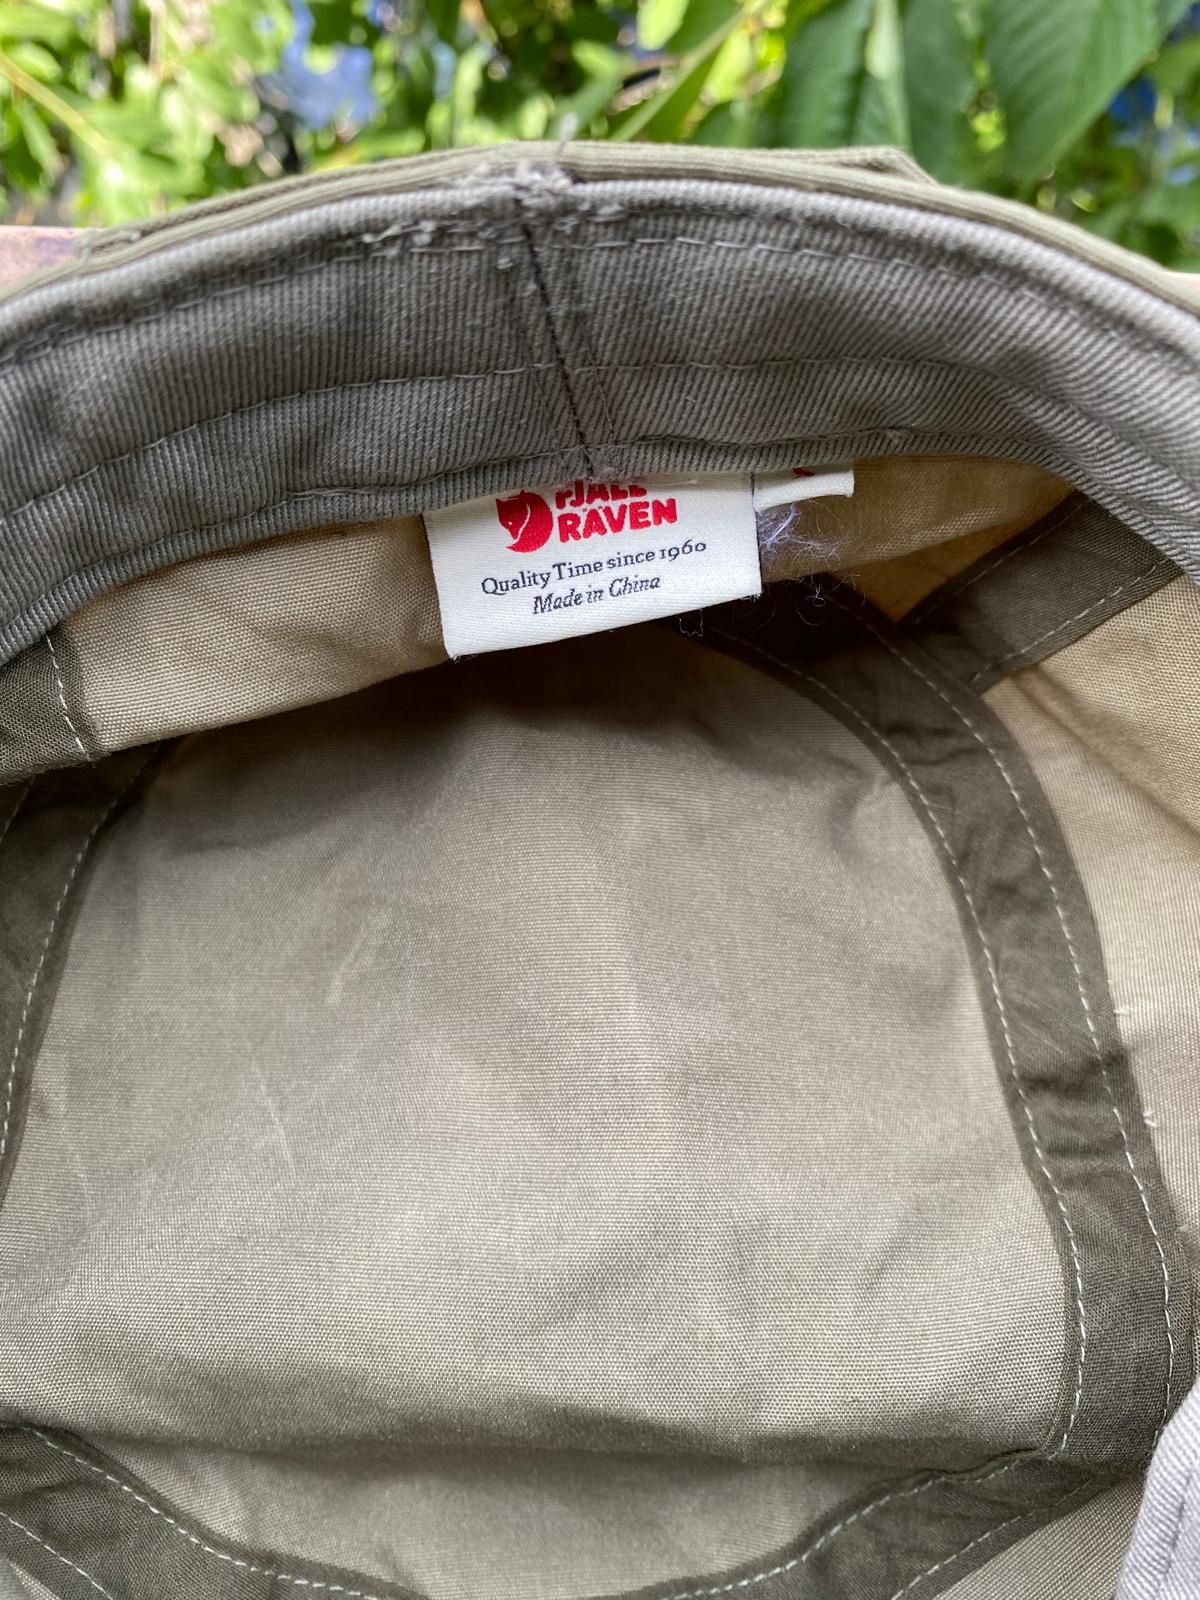 FJÄLL
RÄVEN
Quality Time since 1960
Made in China